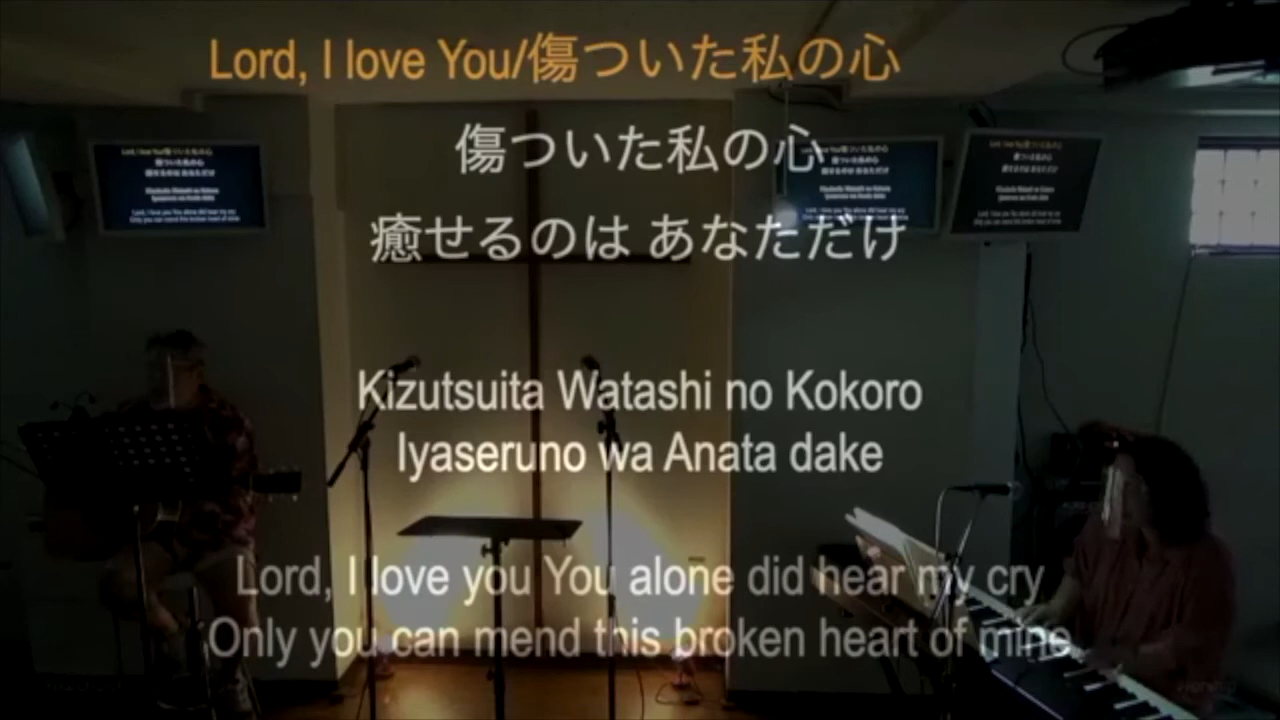 Lord, I love You/傷ついた私の心
傷ついた私の心
癒せるのは あなただけ
Kizutsuita Watashi no Kokoro
Iyaseruno wa Anata dake
Lord, I love you You alone did hear my cry
Only you can mend this broken heart of mine